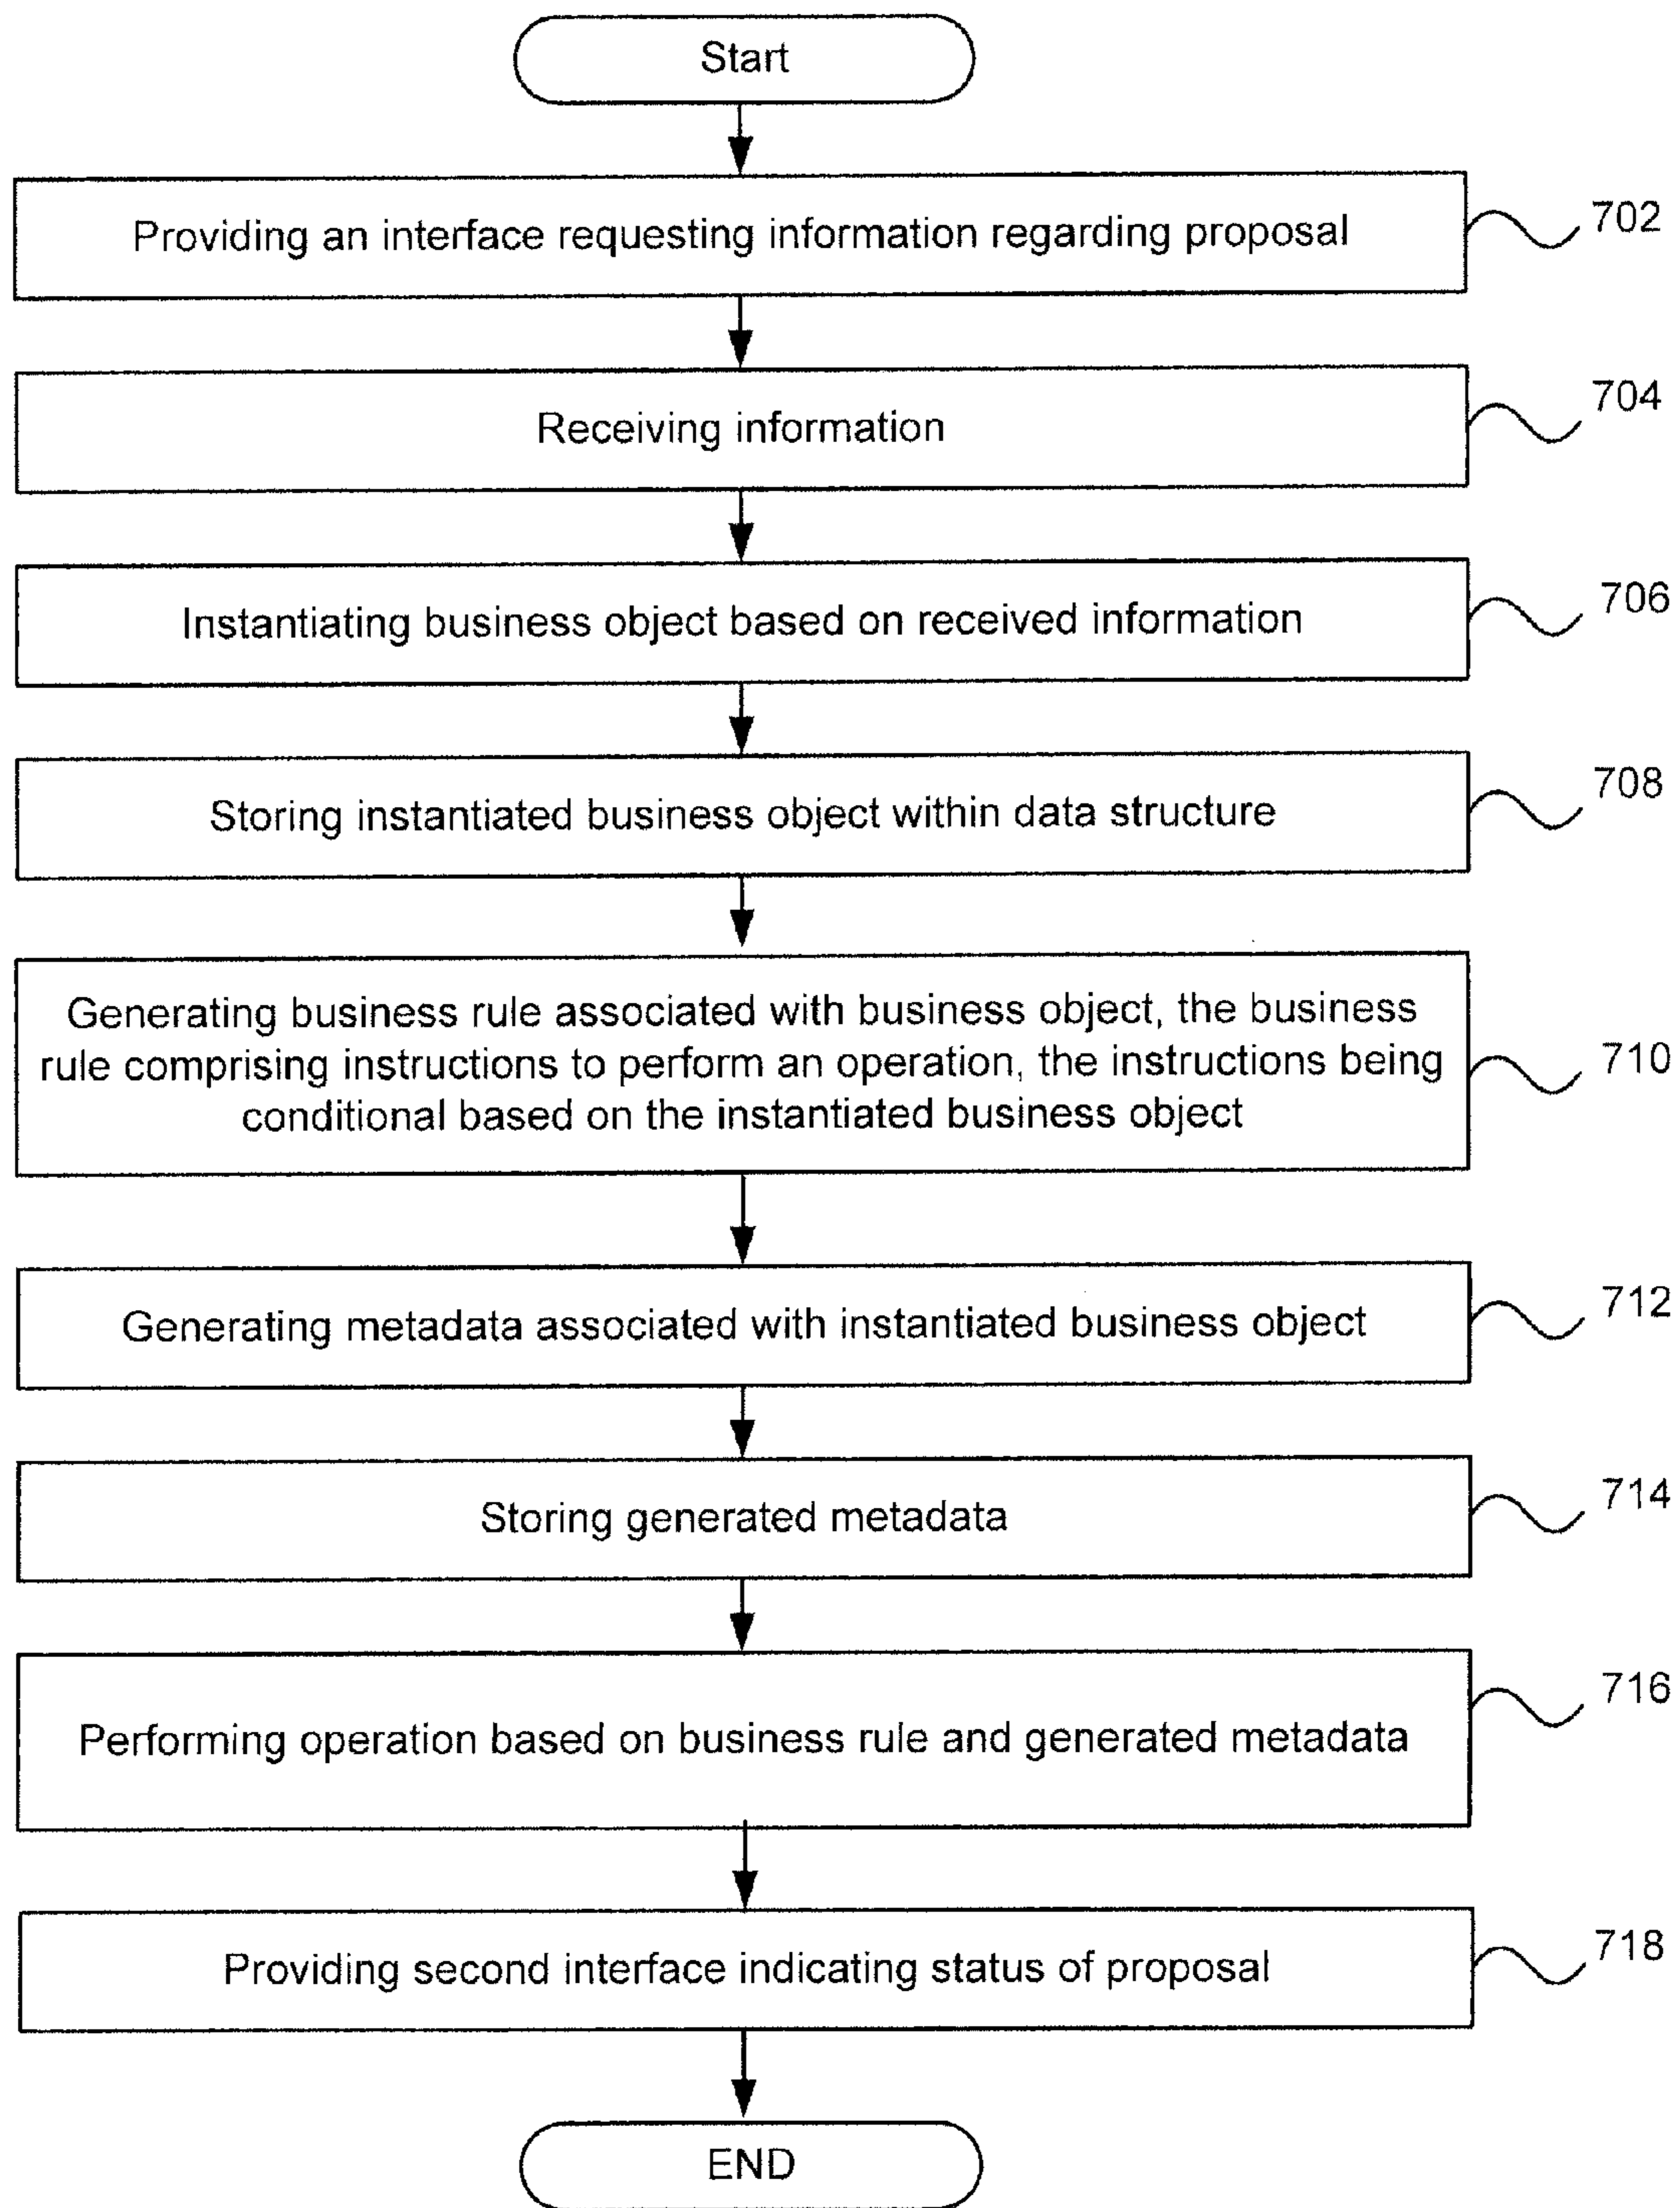 Start
Providing an interface requesting information regarding proposal
702
Receiving information
704
Instantiating business object based on received information
706
Storing instantiated business object within data structure
708
Generating business rule associated with business object, the business
rule comprising instructions to perform an operation, the instructions being
conditional based on the instantiated business object
710
Generating metadata associated with instantiated business object
712
Storing generated metadata
714
Performing operation based on business rule and generated metadata
716
Providing second interface indicating status of proposal
718
END